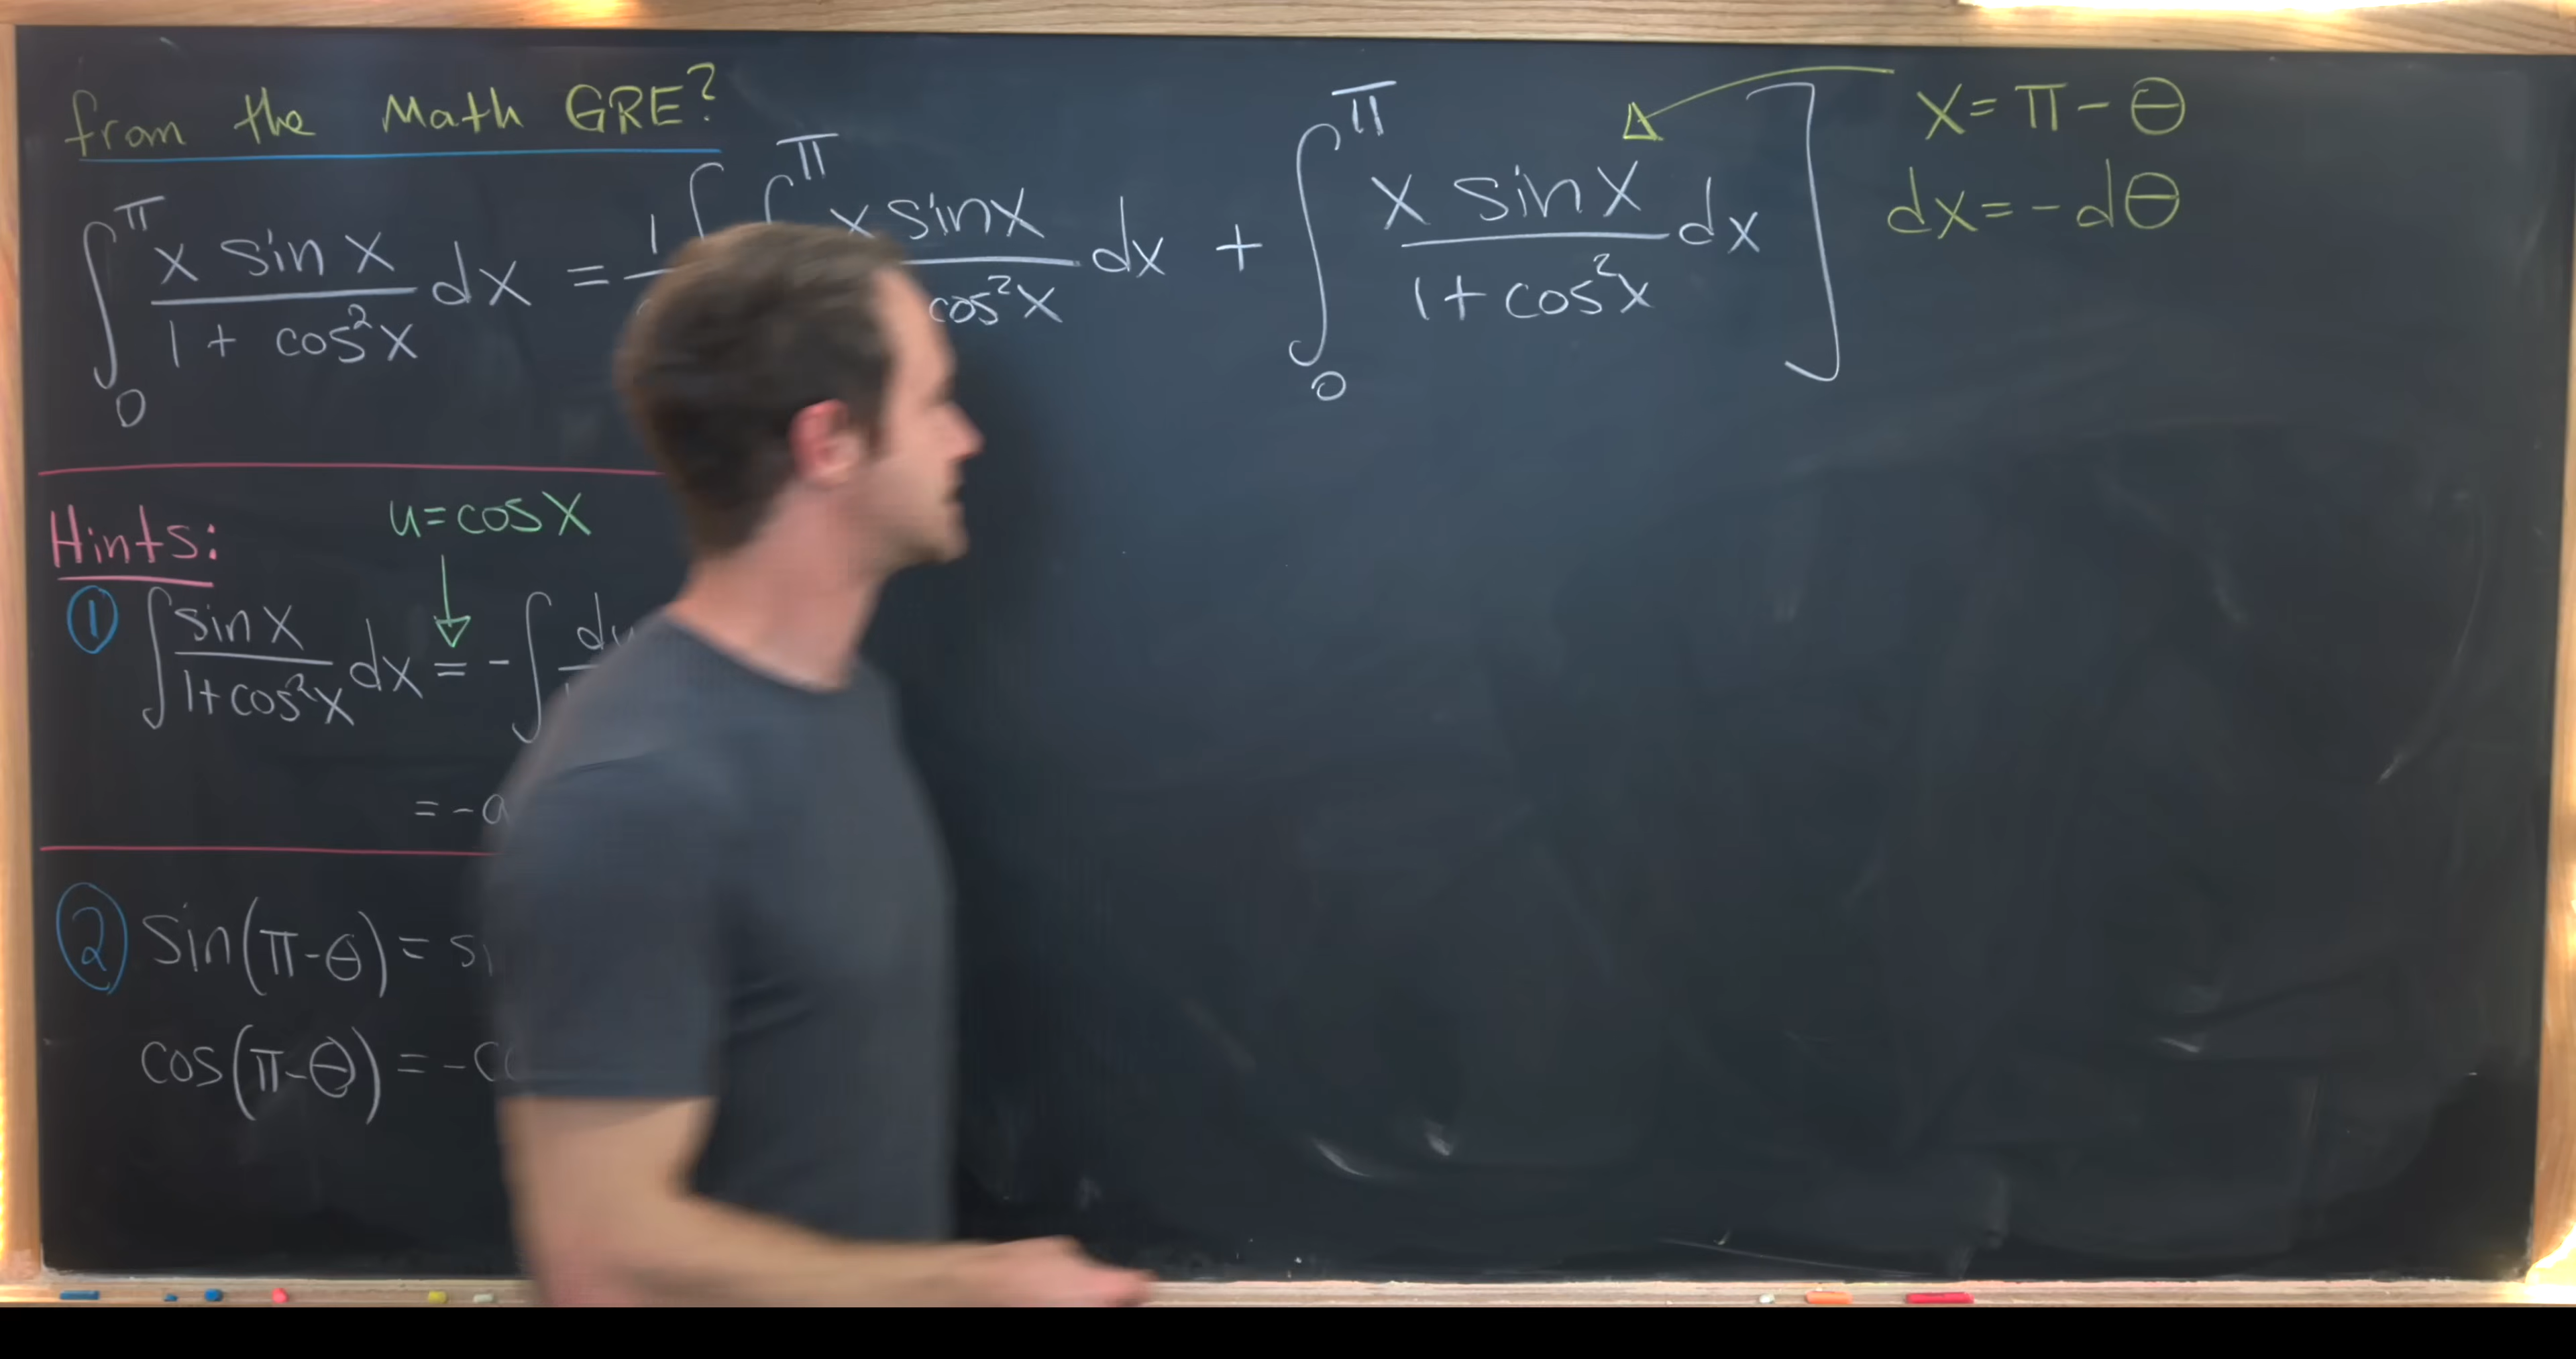 from the Math GRE?
∫₀^π x sin x / 1 + cos²x dx = 1 [ ∫^π x sinx / cos²x dx + ∫₀^π x sin x / 1 + cos²x dx ]
x = π - θ
dx = -dθ
Hints:
u = cos x
① ∫ sin x / 1 + cos²x dx = - ∫ du
= -
② sin(π-θ) =
cos(π-θ) = -